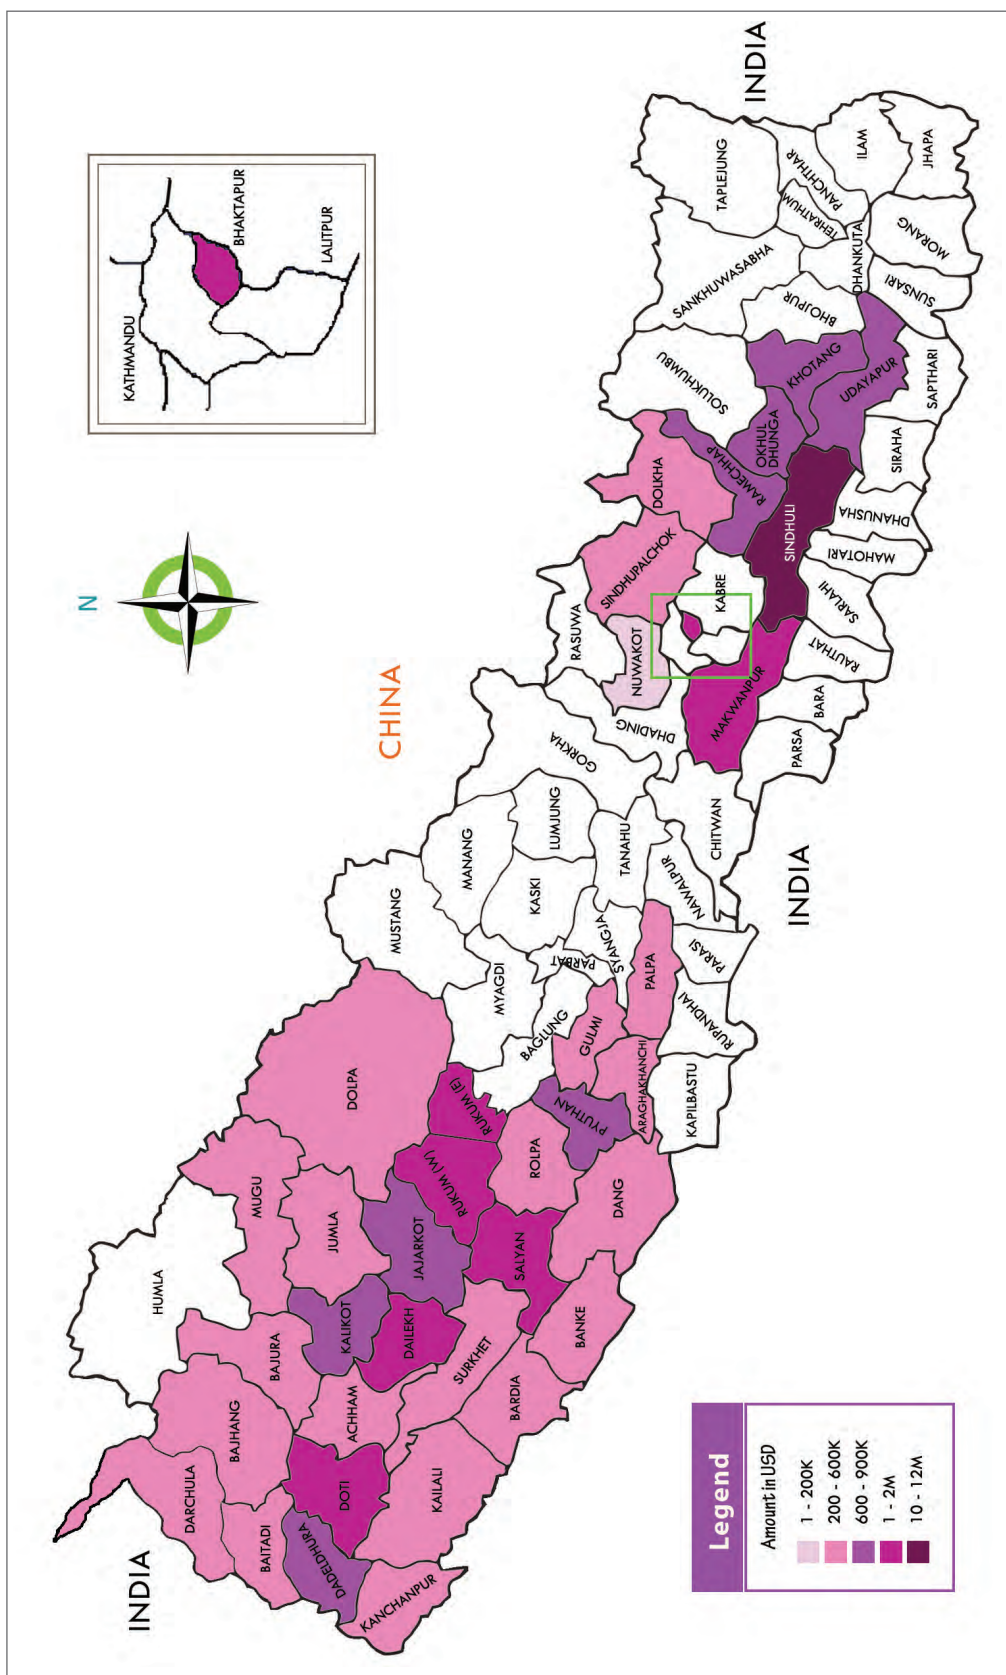 INDIA
DARCHULA
BAITADI
DADELDHURA
KANCHANPUR
BAJHANG
DOTI
KAILALI
HUMLA
BAJURA
ACHHAM
SURKHET
BARDIA
KALIKOT
DAILEKH
BANKE
MUGU
JUMLA
JAJARKOT
SALYAN
DANG
DOLPA
RUKUM (W)
RUKUM (E)
ROLPA
PYUTHAN
MUSTANG
MYAGDI
BAGLUNG
GULMI
ARAGHAKHANCHI
KAPILBASTU
MANANG
KASKI
PARBAT
SYANGJA
PALPA
RUPANDHAI
PARASI
NAWALPUR
LUMJUNG
TANAHU
GORKHA
CHITWAN
INDIA
CHINA
DHADING
NUWAKOT
RASUWA
MAKWANPUR
PARSA
BARA
RAUTHAT
SINDHUPALCHOK
KABRE
SARLAHI
DOLKHA
RAMECHHAP
SINDHULI
MAHOTARI
DHANUSHA
SOLUKHUMBU
OKHUL
DHUNGA
KHOTANG
UDAYAPUR
SIRAHA
SAPTHARI
SANKHUWASABHA
BHOJPUR
DHANKUTA
SUNSARI
MORANG
TAPLEJUNG
TEHRATHUM
PANCHTHAR
ILAM
JHAPA
INDIA
N
KATHMANDU
BHAKTAPUR
LALITPUR
Legend
Amount in USD
1 - 200K
200 - 600K
600 - 900K
1 - 2M
10 - 12M